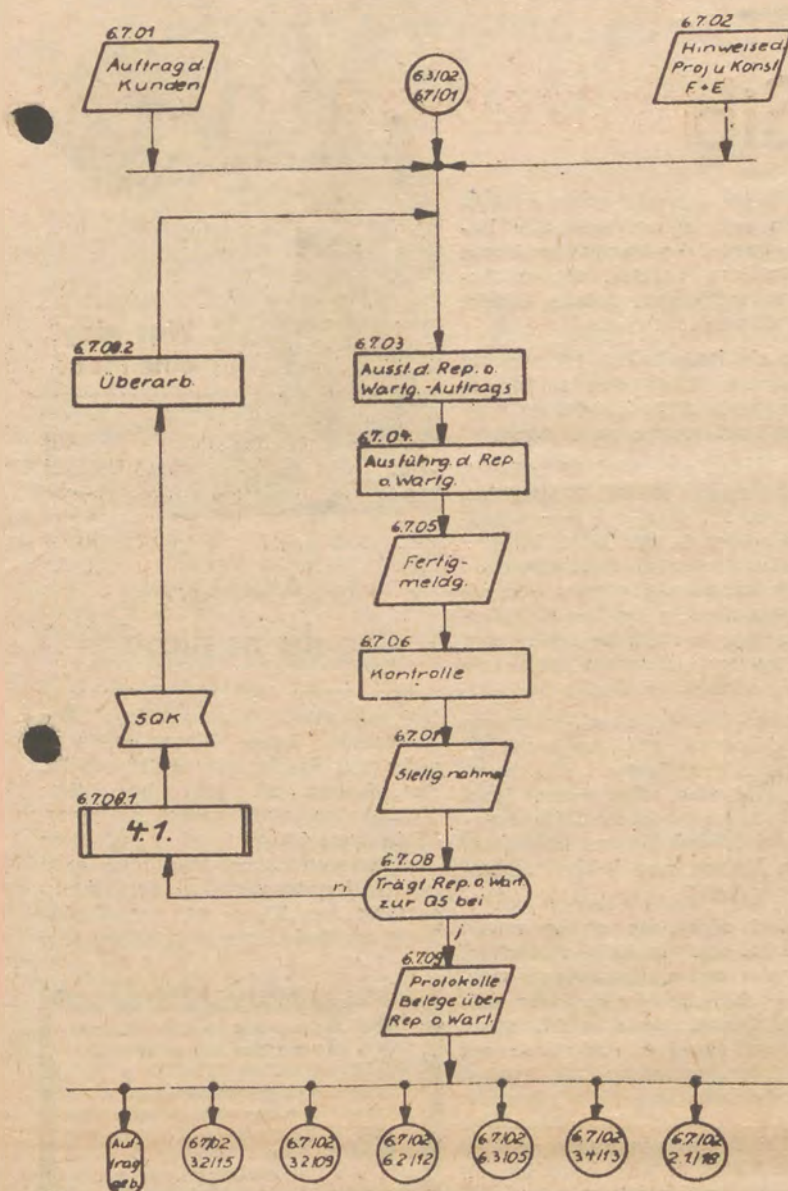 6.7.01
Auftrag d.
Kunden
6.3/02
6.7/01
6.7.02
Hinweise d.
Proj u Konst
F+E
6.7.08.2
Überarb.
6.7.03
Ausst. d. Rep. o.
Wartg.-Auftrags
6.7.04.
Ausführg. d. Rep.
o. Wartg.
6.7.05
Fertig-
meldg.
6.7.06
Kontrolle
SQK
6.7.07
Stellg nahme
6.7.08.1
4.1.
6.7.08
Trägt Rep. o. Wart
zur QS bei
n
j
6.7.09
Protokolle
Belege über
Rep. o. Wart.
Auf-
trag
geb.
6.7/02
3.2/15
6.7/02
3.2/09
6.7/02
6.2/12
6.7/02
6.3/05
6.7/02
3.4/13
6.7/02
2.1/18